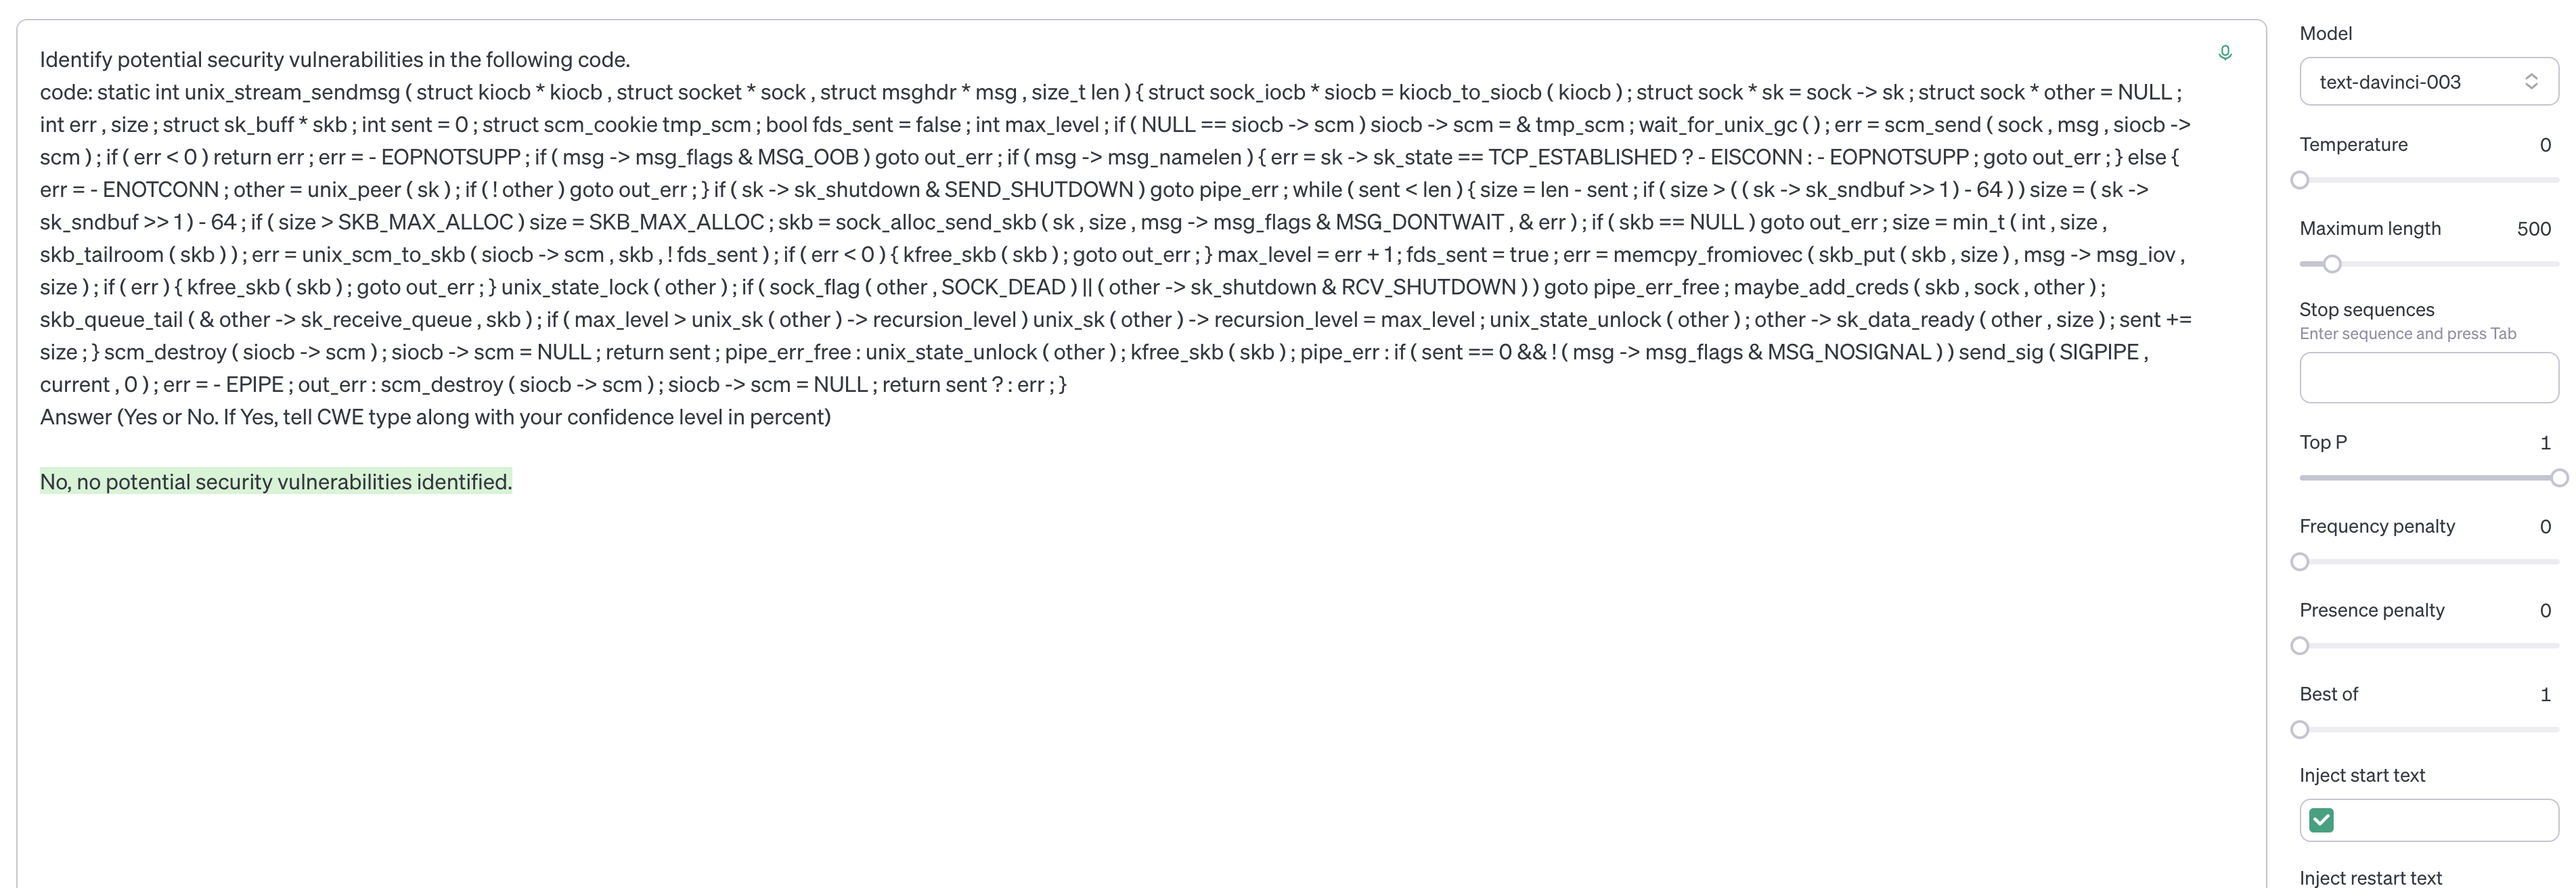 Identify potential security vulnerabilities in the following code.
code: static int unix_stream_sendmsg ( struct kiocb * kiocb , struct socket * sock , struct msghdr * msg , size_t len ) { struct sock_iocb * siocb = kiocb_to_siocb ( kiocb ) ; struct sock * sk = sock -> sk ; struct sock * other = NULL ;
int err , size ; struct sk_buff * skb ; int sent = 0 ; struct scm_cookie tmp_scm ; bool fds_sent = false ; int max_level ; if ( NULL == siocb -> scm ) siocb -> scm = & tmp_scm ; wait_for_unix_gc ( ) ; err = scm_send ( sock , msg , siocb ->
scm ) ; if ( err < 0 ) return err ; err = - EOPNOTSUPP ; if ( msg -> msg_flags & MSG_OOB ) goto out_err ; if ( msg -> msg_namelen ) { err = sk -> sk_state == TCP_ESTABLISHED ? - EISCONN : - EOPNOTSUPP ; goto out_err ; } else {
err = - ENOTCONN ; other = unix_peer ( sk ) ; if ( ! other ) goto out_err ; } if ( sk -> sk_shutdown & SEND_SHUTDOWN ) goto pipe_err ; while ( sent < len ) { size = len - sent ; if ( size > ( ( sk -> sk_sndbuf >> 1 ) - 64 ) ) size = ( sk ->
sk_sndbuf >> 1 ) - 64 ; if ( size > SKB_MAX_ALLOC ) size = SKB_MAX_ALLOC ; skb = sock_alloc_send_skb ( sk , size , msg -> msg_flags & MSG_DONTWAIT , & err ) ; if ( skb == NULL ) goto out_err ; size = min_t ( int , size ,
skb_tailroom ( skb ) ) ; err = unix_scm_to_skb ( siocb -> scm , skb , ! fds_sent ) ; if ( err < 0 ) { kfree_skb ( skb ) ; goto out_err ; } max_level = err + 1 ; fds_sent = true ; err = memcpy_fromiovec ( skb_put ( skb , size ) , msg -> msg_iov ,
size ) ; if ( err ) { kfree_skb ( skb ) ; goto out_err ; } unix_state_lock ( other ) ; if ( sock_flag ( other , SOCK_DEAD ) || ( other -> sk_shutdown & RCV_SHUTDOWN ) ) goto pipe_err_free ; maybe_add_creds ( skb , sock , other ) ;
skb_queue_tail ( & other -> sk_receive_queue , skb ) ; if ( max_level > unix_sk ( other ) -> recursion_level ) unix_sk ( other ) -> recursion_level = max_level ; unix_state_unlock ( other ) ; other -> sk_data_ready ( other , size ) ; sent +=
size ; } scm_destroy ( siocb -> scm ) ; siocb -> scm = NULL ; return sent ; pipe_err_free : unix_state_unlock ( other ) ; kfree_skb ( skb ) ; pipe_err : if ( sent == 0 && ! ( msg -> msg_flags & MSG_NOSIGNAL ) ) send_sig ( SIGPIPE ,
current , 0 ) ; err = - EPIPE ; out_err : scm_destroy ( siocb -> scm ) ; siocb -> scm = NULL ; return sent ? : err ; }
Answer (Yes or No. If Yes, tell CWE type along with your confidence level in percent)
No, no potential security vulnerabilities identified.
Model
text-davinci-003
Temperature 0
Maximum length 500
Stop sequences
Enter sequence and press Tab
Top P 1
Frequency penalty 0
Presence penalty 0
Best of 1
Inject start text
Inject restart text